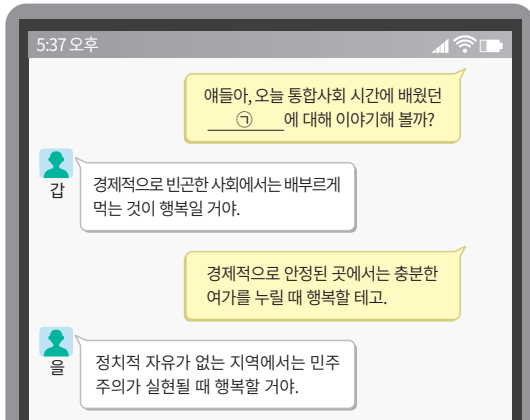 5:37 오후
얘들아, 오늘 통합사회 시간에 배웠던
㉠ 에 대해 이야기해 볼까?
갑
경제적으로 빈곤한 사회에서는 배부르게
먹는 것이 행복일 거야.
경제적으로 안정된 곳에서는 충분한
여가를 누릴 때 행복할 테고.
을
정치적 자유가 없는 지역에서는 민주
주의가 실현될 때 행복할 거야.